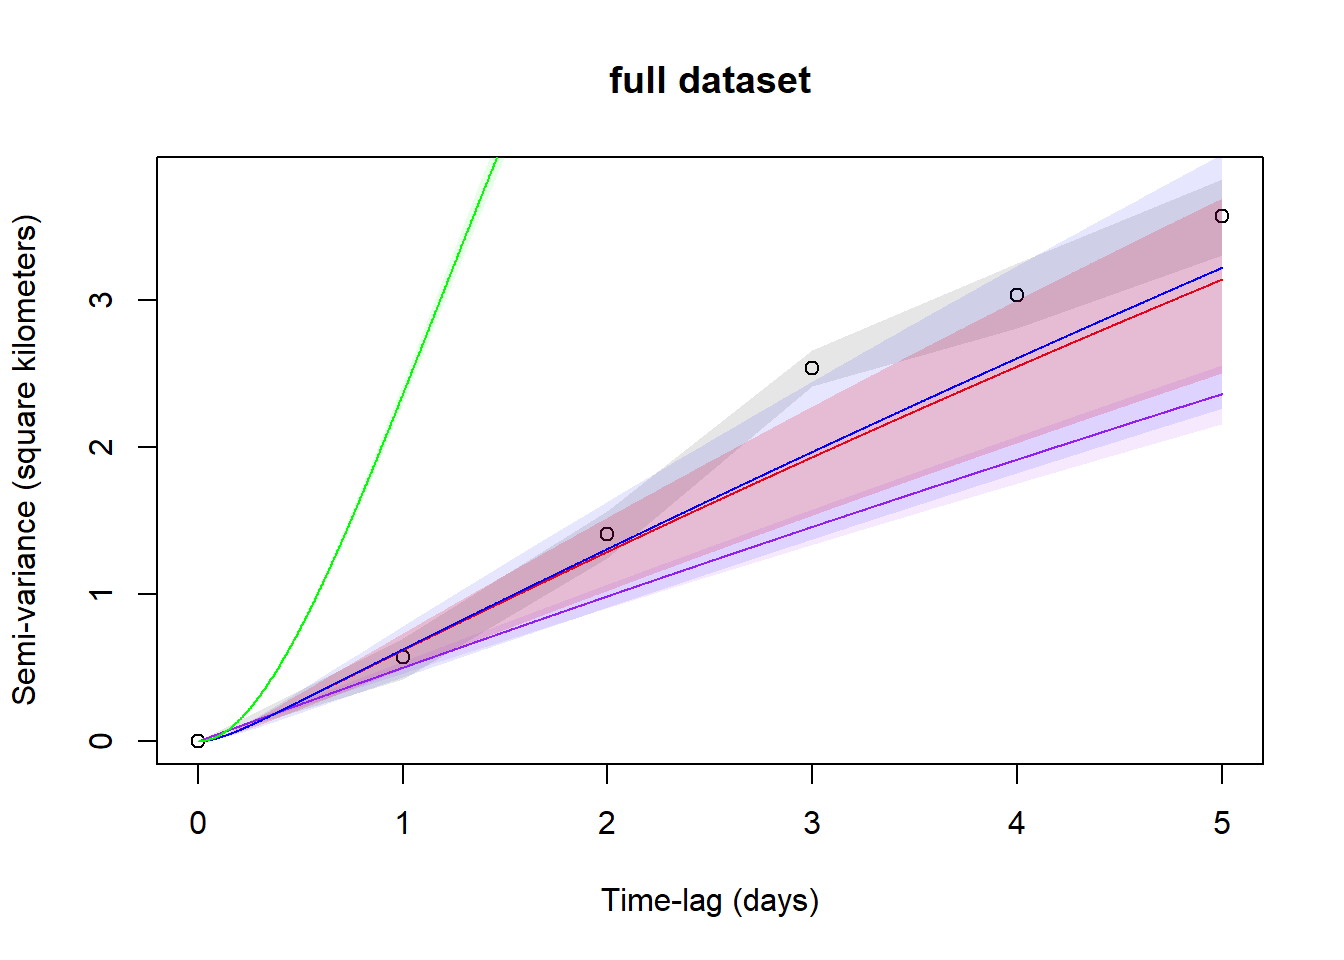 full dataset
Semi-variance (square kilometers)
3
2
1
0
0 1 2 3 4 5
Time-lag (days)